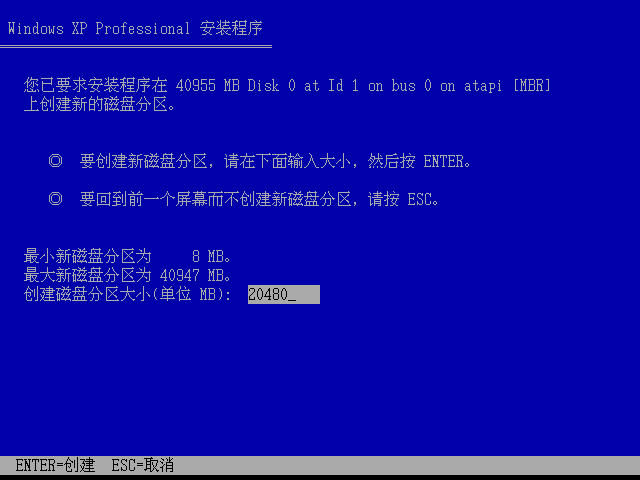 Windows XP Professional 安装程序
您已要求安装程序在 40955 MB Disk 0 at Id 1 on bus 0 on atapi [MBR]
上创建新的磁盘分区。
◎ 要创建新磁盘分区，请在下面输入大小，然后按 ENTER。
◎ 要回到前一个屏幕而不创建新磁盘分区，请按 ESC。
最小新磁盘分区为 8 MB。
最大新磁盘分区为 40947 MB。
创建磁盘分区大小(单位 MB): 20480_
ENTER=创建 ESC=取消